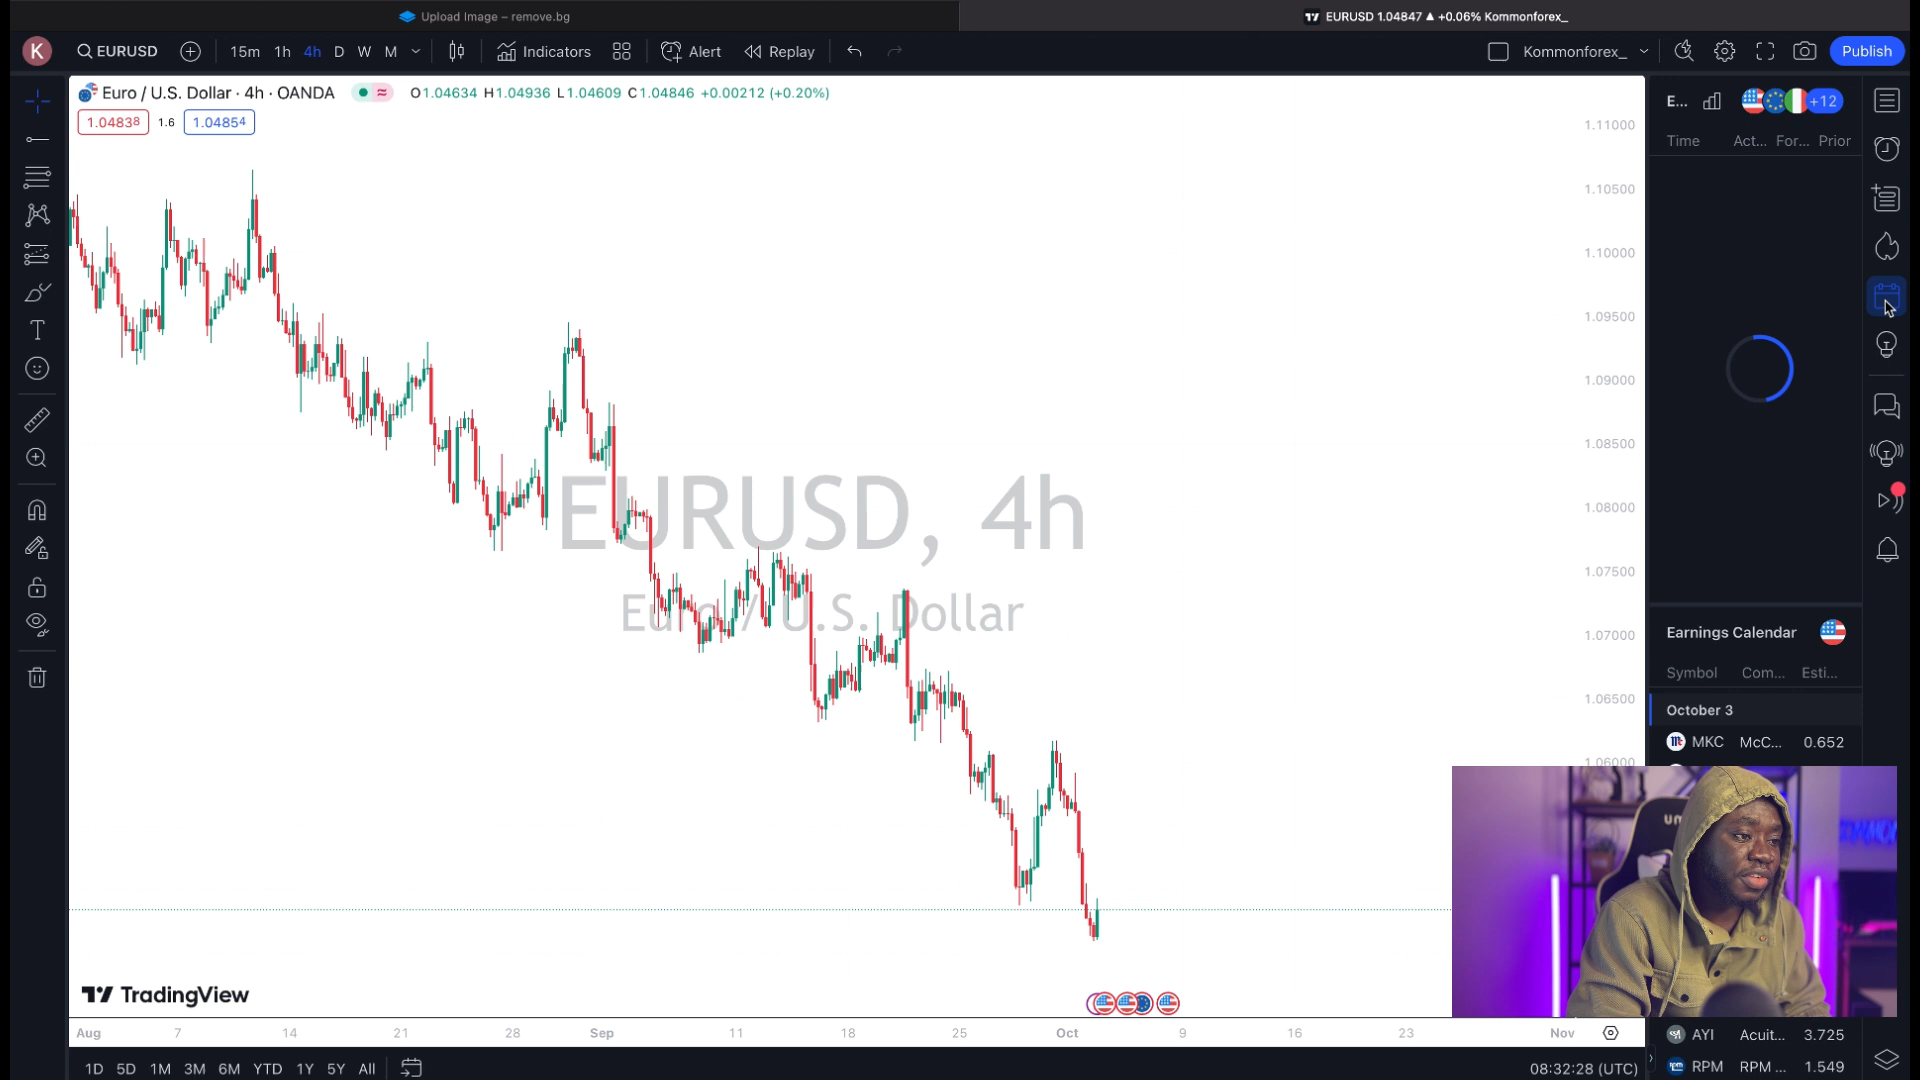 Upload Image – remove.bg
EURUSD 1.04847 ▲ +0.06% Kommonforex_
K
EURUSD
15m 1h 4h D W M
Indicators
Alert
Replay
Kommonforex_
Publish
Euro / U.S. Dollar · 4h · OANDA
O1.04634 H1.04936 L1.04609 C1.04846 +0.00212 (+0.20%)
1.04838 1.6 1.04854
E...
+12
Time Act... For... Prior
1.11000
1.10500
1.10000
1.09500
1.09000
1.08500
1.08000
1.07500
1.07000
1.06500
1.06000
EURUSD, 4h
Euro / U.S. Dollar
Earnings Calendar
Symbol Com... Esti...
October 3
MKC McC... 0.652
AYI Acuit... 3.725
RPM RPM ... 1.549
TradingView
Aug 7 14 21 28 Sep 11 18 25 Oct 9 16 23 Nov
1D 5D 1M 3M 6M YTD 1Y 5Y All
08:32:28 (UTC)